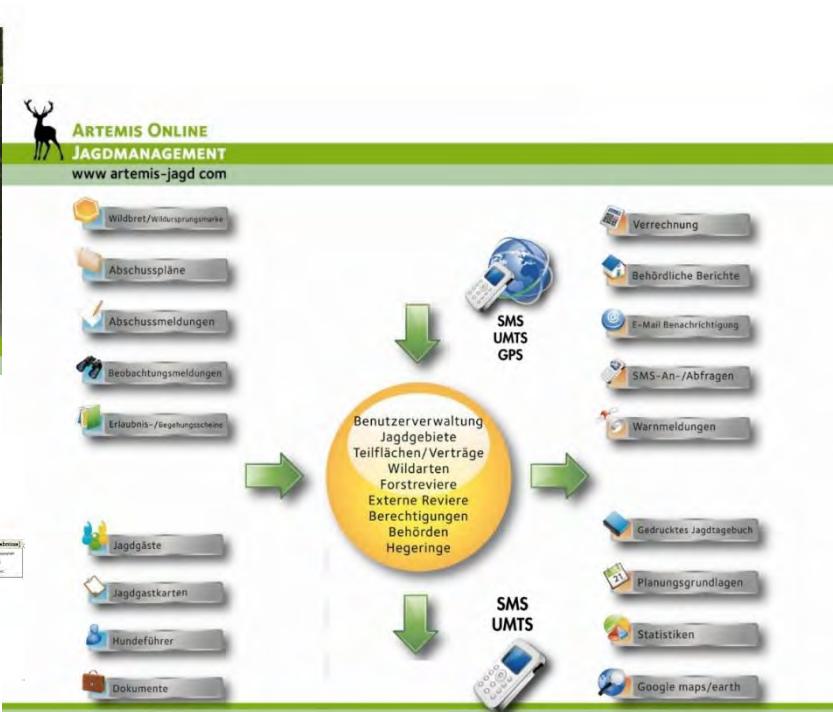 ARTEMIS ONLINE
JAGDMANAGEMENT
www artemis-jagd com
Wildbret/Wildursprungsmarke
Abschusspläne
Abschussmeldungen
Beobachtungsmeldungen
Erlaubnis-/Begehungsscheine
Jagdgäste
Jagdgastkarten
Hundeführer
Dokumente
SMS
UMTS
GPS
Benutzerverwaltung
Jagdgebiete
Teilflächen/Verträge
Wildarten
Forstreviere
Externe Reviere
Berechtigungen
Behörden
Hegeringe
SMS
UMTS
Verrechnung
Behördliche Berichte
E-Mail Benachrichtigung
SMS-An-/Abfragen
Warnmeldungen
Gedrucktes Jagdtagebuch
21
Planungsgrundlagen
Statistiken
Google maps/earth